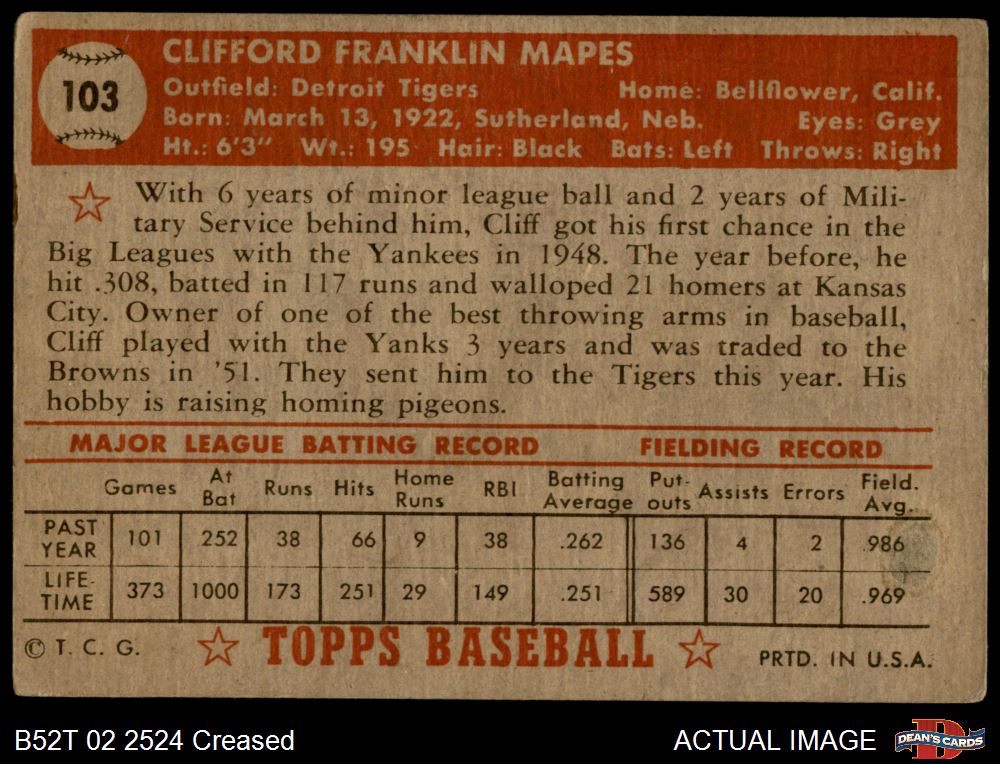 103
CLIFFORD FRANKLIN MAPES
Outfield: Detroit Tigers Home: Bellflower, Calif.
Born: March 13, 1922, Sutherland, Neb. Eyes: Grey
Ht.: 6'3" Wt.: 195 Hair: Black Bats: Left Throws: Right
With 6 years of minor league ball and 2 years of Mili-
tary Service behind him, Cliff got his first chance in the
Big Leagues with the Yankees in 1948. The year before, he
hit .308, batted in 117 runs and walloped 21 homers at Kansas
City. Owner of one of the best throwing arms in baseball,
Cliff played with the Yanks 3 years and was traded to the
Browns in '51. They sent him to the Tigers this year. His
hobby is raising homing pigeons.
MAJOR LEAGUE BATTING RECORD FIELDING RECORD
Games At Bat Runs Hits Home Runs RBI Batting Average Put-outs Assists Errors Field. Avg.
PAST YEAR 101 252 38 66 9 38 .262 136 4 2 .986
LIFE-TIME 373 1000 173 251 29 149 .251 589 30 20 .969
© T. C. G. TOPPS BASEBALL PRTD. IN U.S.A.
B52T 02 2524 Creased ACTUAL IMAGE DEAN'S CARDS